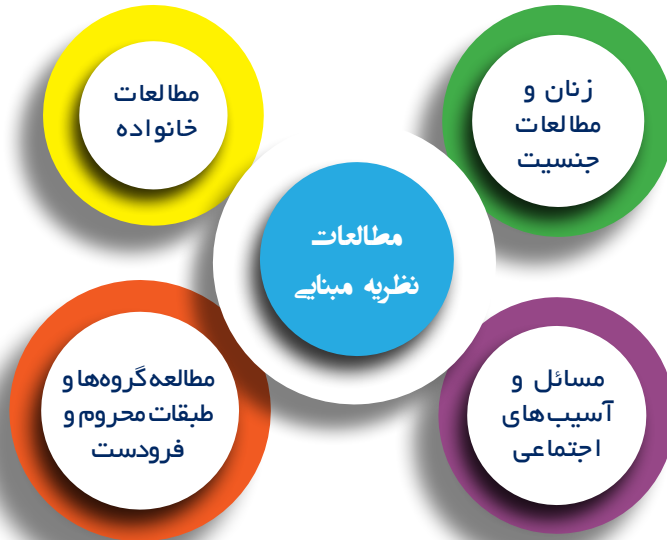 زنان و
مطالعات
جنسیت
مطالعات
خانواده
مطالعات
نظریه مبنایی
مسائل و
آسیب‌های
اجتماعی
مطالعه گروه‌ها و
طبقات محروم و
فرودست